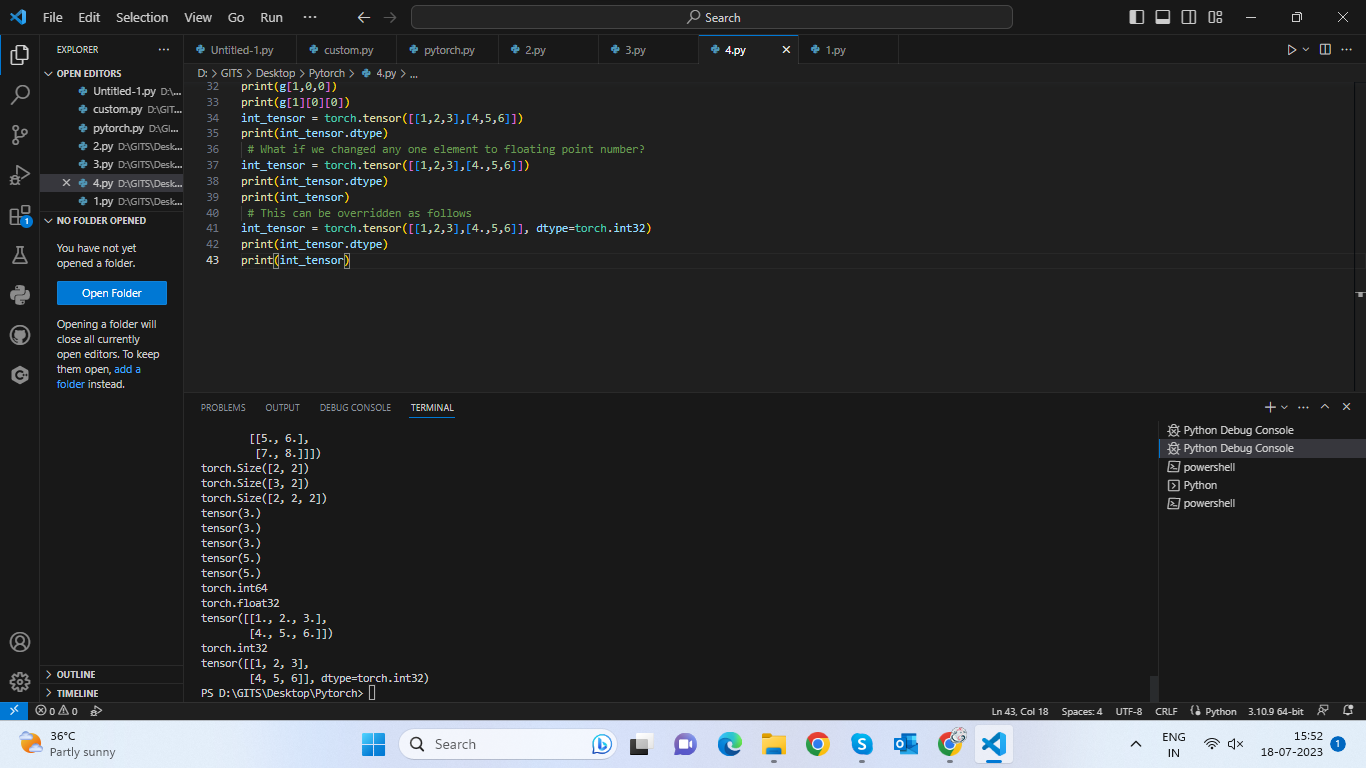 File Edit Selection View Go Run ··· Search
EXPLORER ···
Untitled-1.py custom.py pytorch.py 2.py 3.py 4.py 1.py
OPEN EDITORS
Untitled-1.py D:\...
custom.py D:\GIT...
pytorch.py D:\GI...
2.py D:\GITS\Desk...
3.py D:\GITS\Desk...
4.py D:\GITS\Desk...
1.py D:\GITS\Desk...
1
NO FOLDER OPENED
You have not yet
opened a folder.
Open Folder
Opening a folder will
close all currently
open editors. To keep
them open, add a
folder instead.
OUTLINE
TIMELINE
D: > GITS > Desktop > Pytorch > 4.py > ...
32 print(g[1,0,0])
33 print(g[1][0][0])
34 int_tensor = torch.tensor([[1,2,3],[4,5,6]])
35 print(int_tensor.dtype)
36 # What if we changed any one element to floating point number?
37 int_tensor = torch.tensor([[1,2,3],[4.,5,6]])
38 print(int_tensor.dtype)
39 print(int_tensor)
40 # This can be overridden as follows
41 int_tensor = torch.tensor([[1,2,3],[4.,5,6]], dtype=torch.int32)
42 print(int_tensor.dtype)
43 print(int_tensor)
PROBLEMS OUTPUT DEBUG CONSOLE TERMINAL
[[5., 6.],
[7., 8.]]])
torch.Size([2, 2])
torch.Size([3, 2])
torch.Size([2, 2, 2])
tensor(3.)
tensor(3.)
tensor(3.)
tensor(5.)
tensor(5.)
torch.int64
torch.float32
tensor([[1., 2., 3.],
[4., 5., 6.]])
torch.int32
tensor([[1, 2, 3],
[4, 5, 6]], dtype=torch.int32)
PS D:\GITS\Desktop\Pytorch>
Python Debug Console
Python Debug Console
powershell
Python
powershell
0 0 Ln 43, Col 18 Spaces: 4 UTF-8 CRLF Python 3.10.9 64-bit
36°C
Partly sunny
Search
ENG
IN
15:52
18-07-2023
1